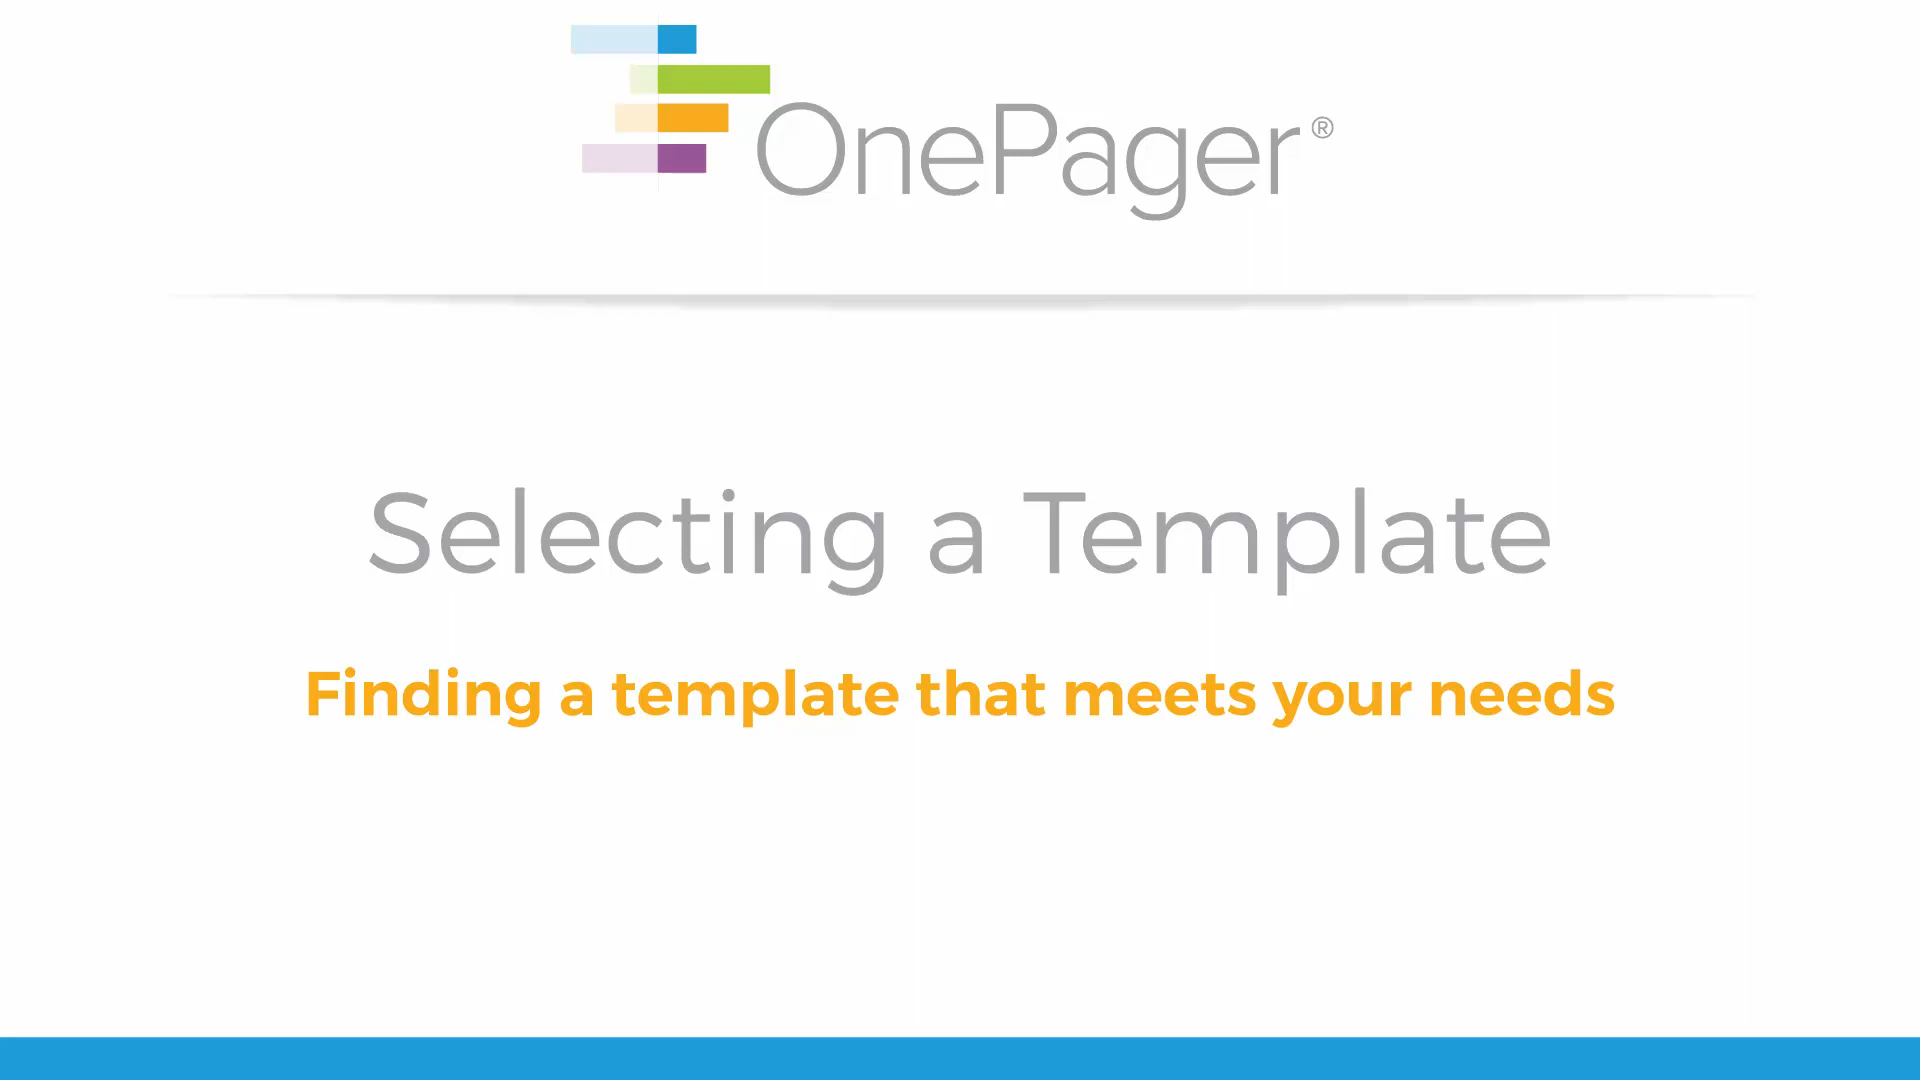 OnePager®
Selecting a Template
Finding a template that meets your needs